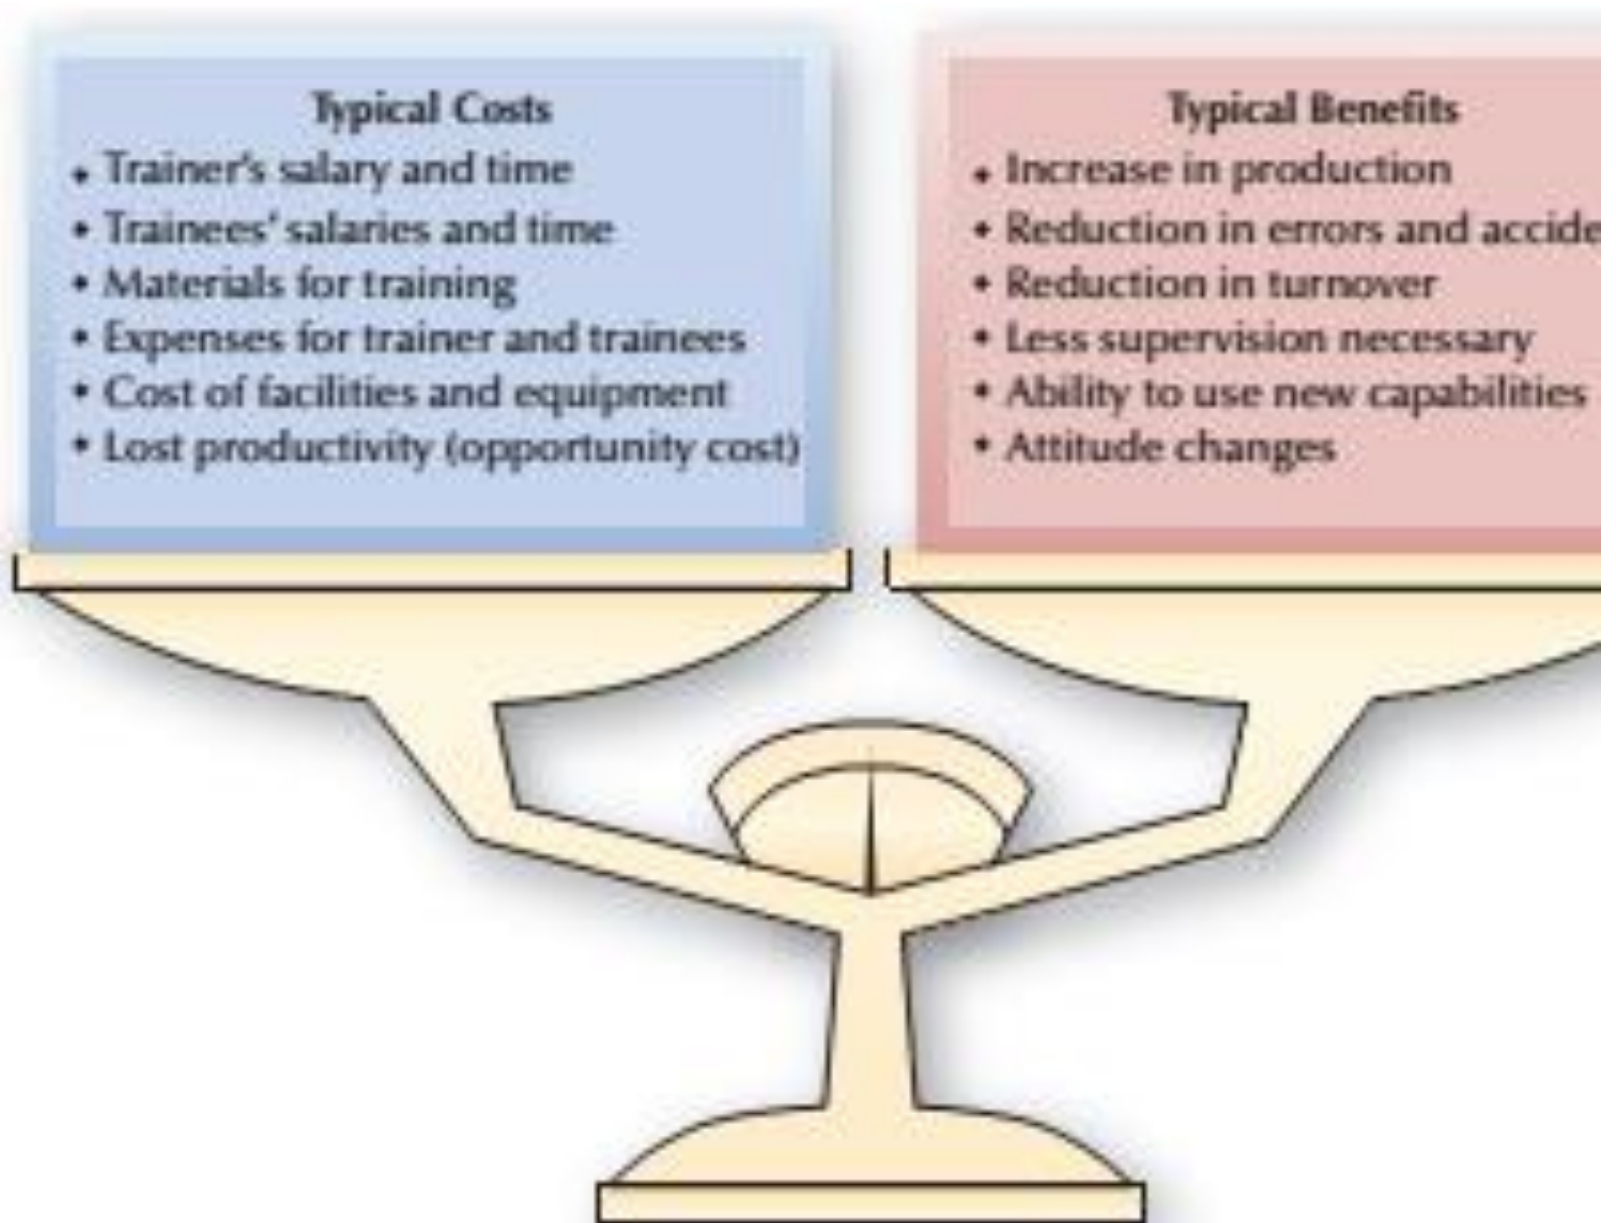 Typical Costs
• Trainer's salary and time
• Trainees' salaries and time
• Materials for training
• Expenses for trainer and trainees
• Cost of facilities and equipment
• Lost productivity (opportunity cost)
Typical Benefits
• Increase in production
• Reduction in errors and accide
• Reduction in turnover
• Less supervision necessary
• Ability to use new capabilities
• Attitude changes